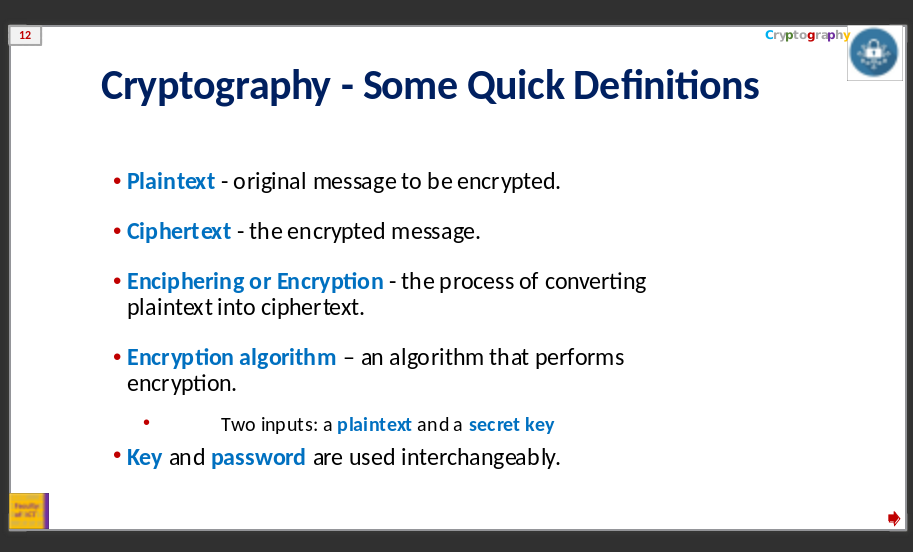 12
Cryptography
Cryptography - Some Quick Definitions
• Plaintext - original message to be encrypted.
• Ciphertext - the encrypted message.
• Enciphering or Encryption - the process of converting
plaintext into ciphertext.
• Encryption algorithm – an algorithm that performs
encryption.
• Two inputs: a plaintext and a secret key
• Key and password are used interchangeably.
Faculty
of ICT